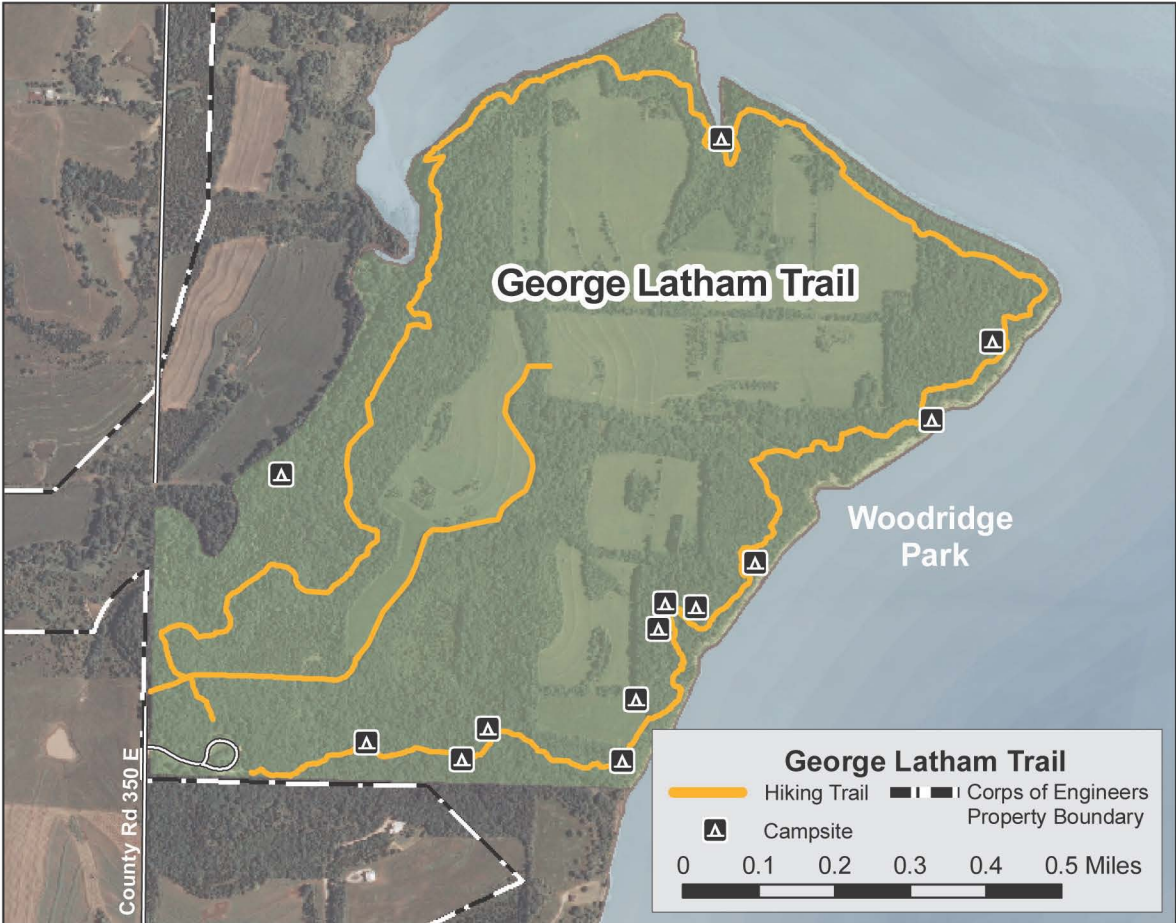 George Latham Trail
Woodridge
Park
County Rd 350 E
George Latham Trail
Hiking Trail
Corps of Engineers
Property Boundary
Campsite
0 0.1 0.2 0.3 0.4 0.5 Miles